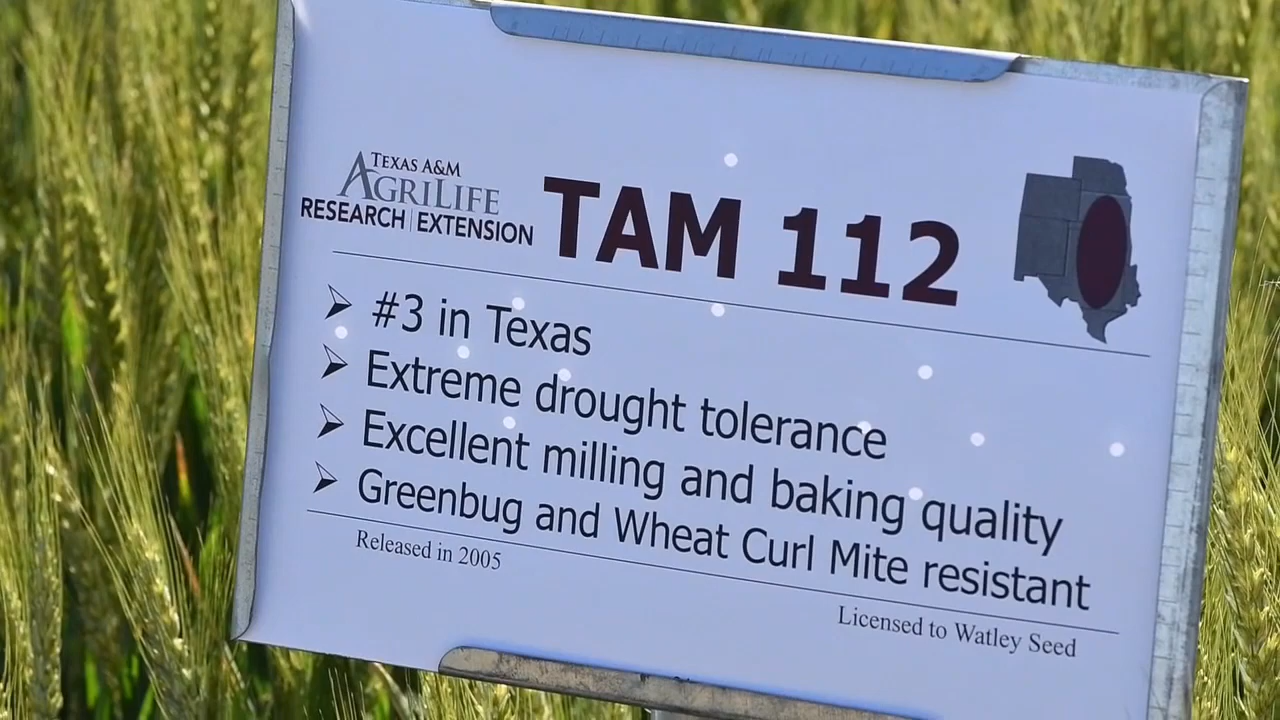 TEXAS A&M
AGRILIFE
RESEARCH | EXTENSION
TAM 112
#3 in Texas
Extreme drought tolerance
Excellent milling and baking quality
Greenbug and Wheat Curl Mite resistant
Released in 2005
Licensed to Watley Seed